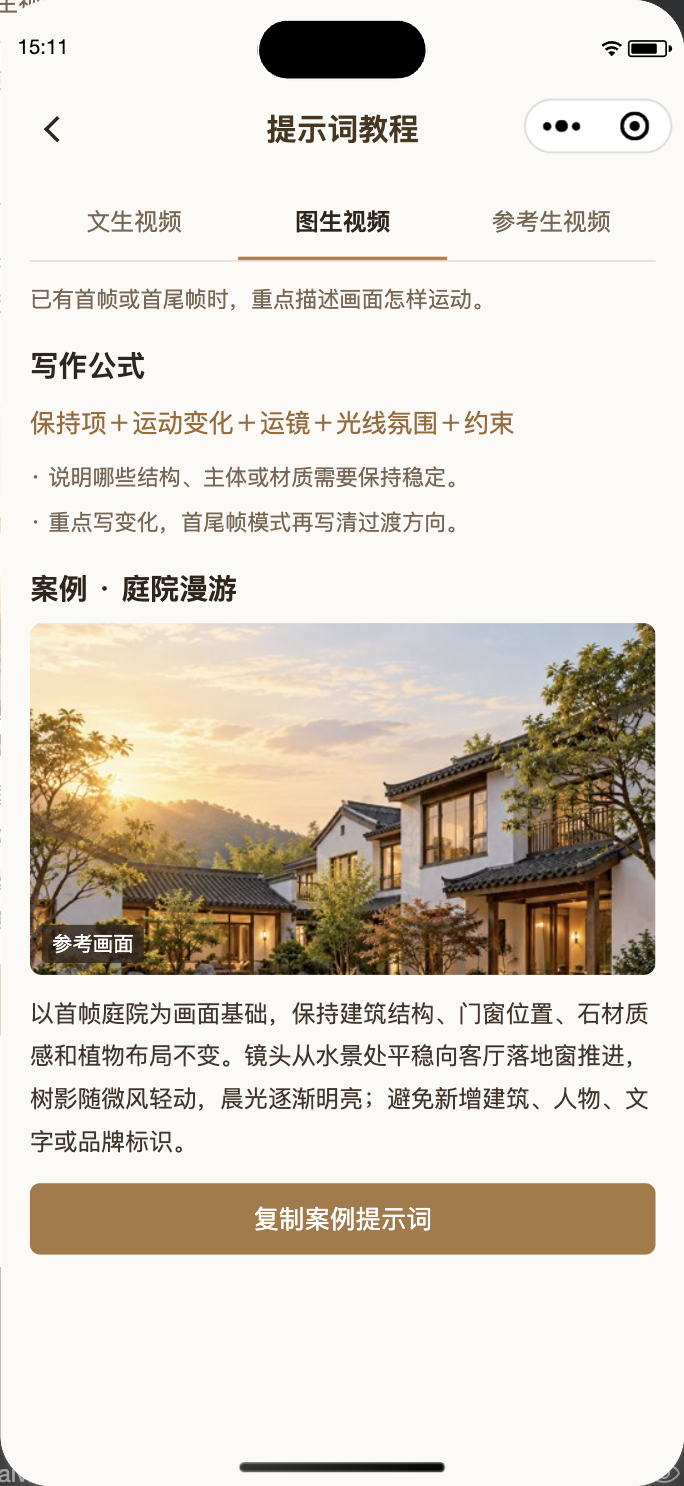 15:11
提示词教程
文生视频
图生视频
参考生视频
已有首帧或首尾帧时，重点描述画面怎样运动。
写作公式
保持项＋运动变化＋运镜＋光线氛围＋约束
· 说明哪些结构、主体或材质需要保持稳定。
· 重点写变化，首尾帧模式再写清过渡方向。
案例 · 庭院漫游
参考画面
以首帧庭院为画面基础，保持建筑结构、门窗位置、石材质
感和植物布局不变。镜头从水景处平稳向客厅落地窗推进，
树影随微风轻动，晨光逐渐明亮；避免新增建筑、人物、文
字或品牌标识。
复制案例提示词